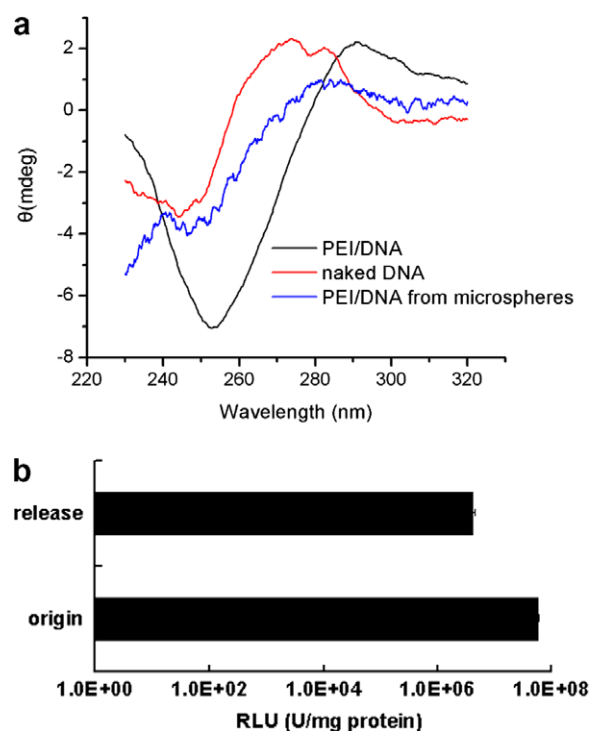 a
2
0
-2
-4
-6
-8
θ(mdeg)
PEI/DNA
naked DNA
PEI/DNA from microspheres
220 240 260 280 300 320
Wavelength (nm)
b
release
origin
1.0E+00 1.0E+02 1.0E+04 1.0E+06 1.0E+08
RLU (U/mg protein)